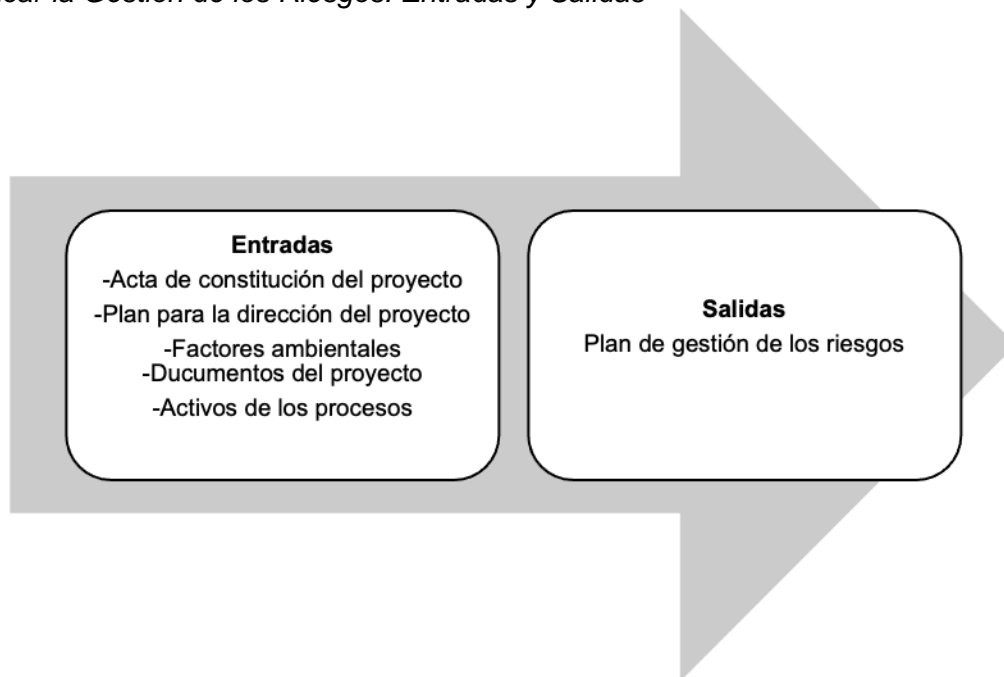 la Gestión de los Riesgos: Entradas y Salidas
Entradas
-Acta de constitución del proyecto
-Plan para la dirección del proyecto
-Factores ambientales
-Ducumentos del proyecto
-Activos de los procesos
Salidas
Plan de gestión de los riesgos